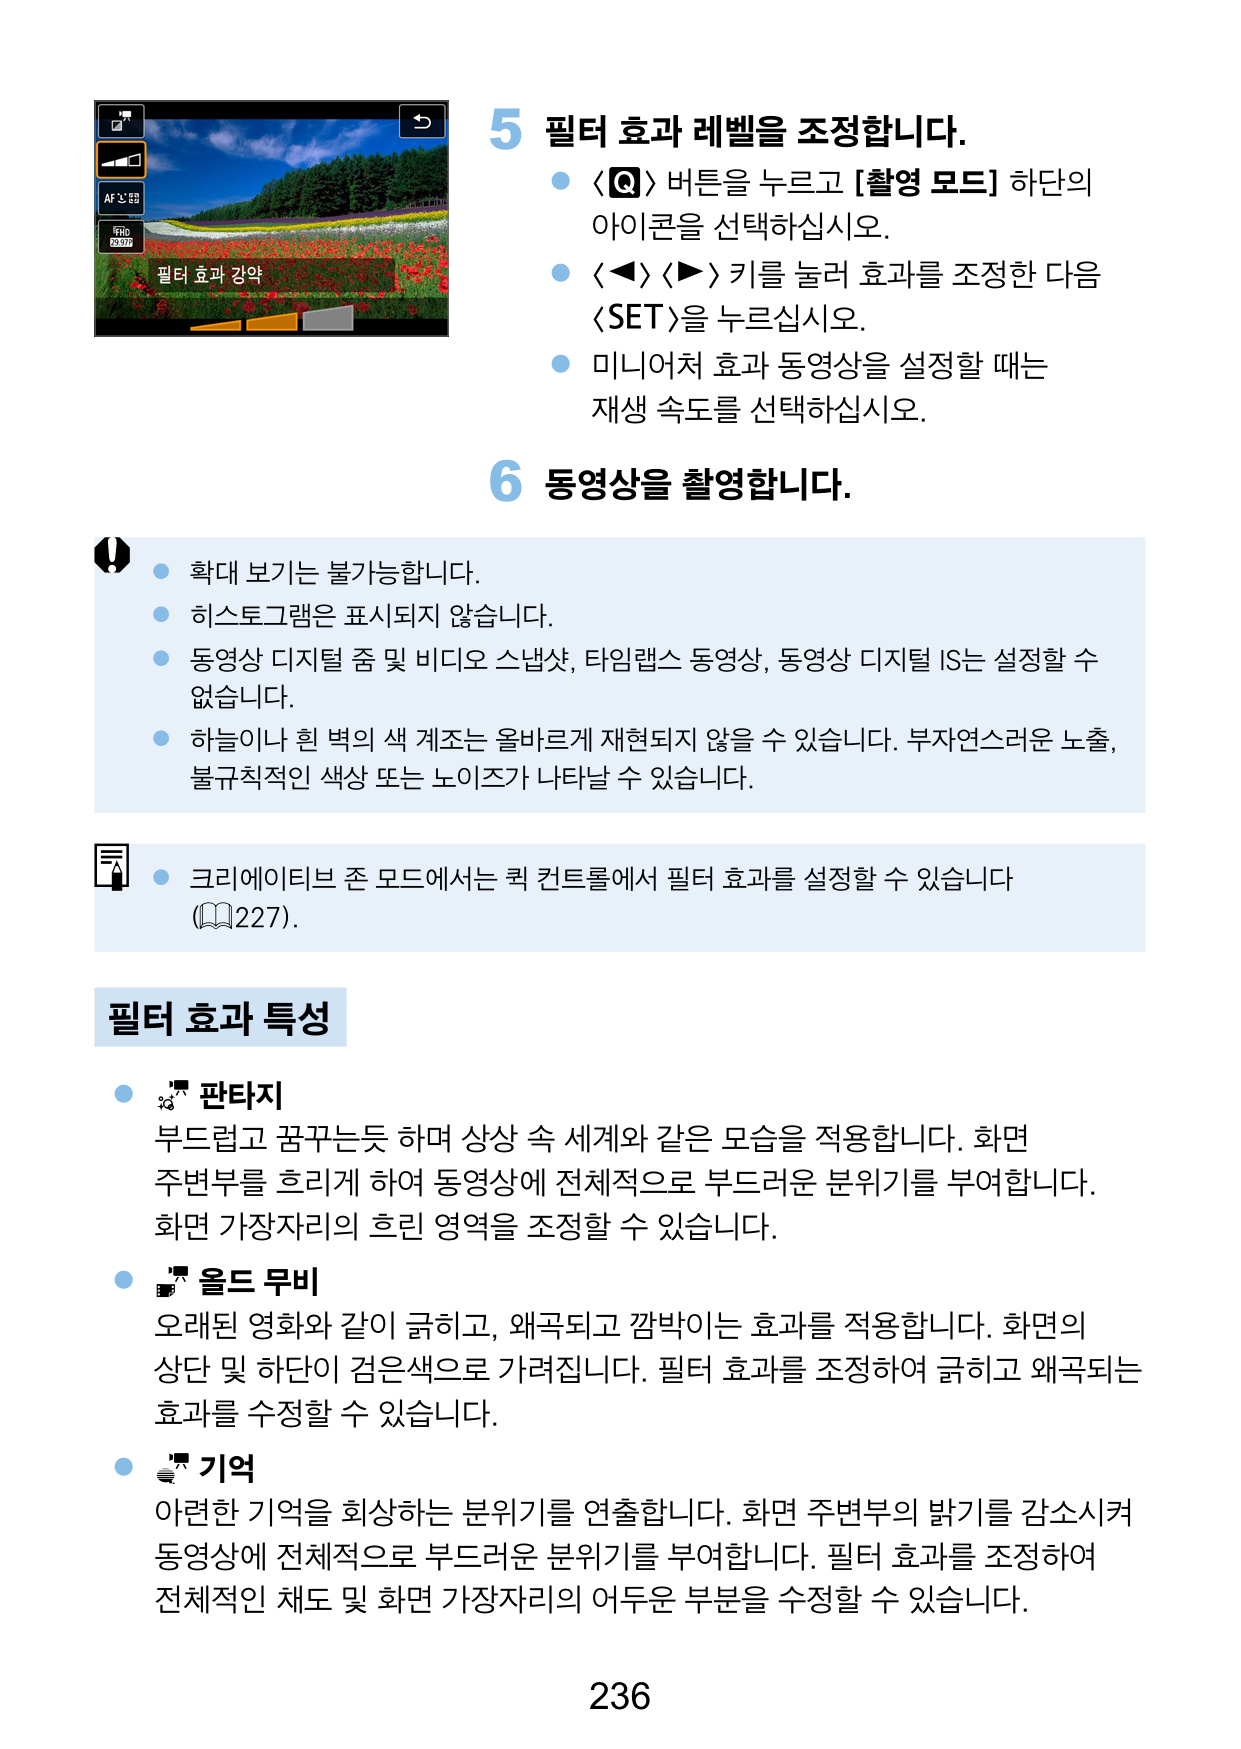 AF
FHD
29.97P
필터 효과 강약
5 필터 효과 레벨을 조정합니다.
● 〈Q〉 버튼을 누르고 [촬영 모드] 하단의
아이콘을 선택하십시오.
● 〈◀〉〈▶〉 키를 눌러 효과를 조정한 다음
〈SET〉을 누르십시오.
● 미니어처 효과 동영상을 설정할 때는
재생 속도를 선택하십시오.
6 동영상을 촬영합니다.
● 확대 보기는 불가능합니다.
● 히스토그램은 표시되지 않습니다.
● 동영상 디지털 줌 및 비디오 스냅샷, 타임랩스 동영상, 동영상 디지털 IS는 설정할 수
없습니다.
● 하늘이나 흰 벽의 색 계조는 올바르게 재현되지 않을 수 있습니다. 부자연스러운 노출,
불규칙적인 색상 또는 노이즈가 나타날 수 있습니다.
● 크리에이티브 존 모드에서는 퀵 컨트롤에서 필터 효과를 설정할 수 있습니다
(227).
필터 효과 특성
● 판타지
부드럽고 꿈꾸는듯 하며 상상 속 세계와 같은 모습을 적용합니다. 화면
주변부를 흐리게 하여 동영상에 전체적으로 부드러운 분위기를 부여합니다.
화면 가장자리의 흐린 영역을 조정할 수 있습니다.
● 올드 무비
오래된 영화와 같이 긁히고, 왜곡되고 깜박이는 효과를 적용합니다. 화면의
상단 및 하단이 검은색으로 가려집니다. 필터 효과를 조정하여 긁히고 왜곡되는
효과를 수정할 수 있습니다.
● 기억
아련한 기억을 회상하는 분위기를 연출합니다. 화면 주변부의 밝기를 감소시켜
동영상에 전체적으로 부드러운 분위기를 부여합니다. 필터 효과를 조정하여
전체적인 채도 및 화면 가장자리의 어두운 부분을 수정할 수 있습니다.
236